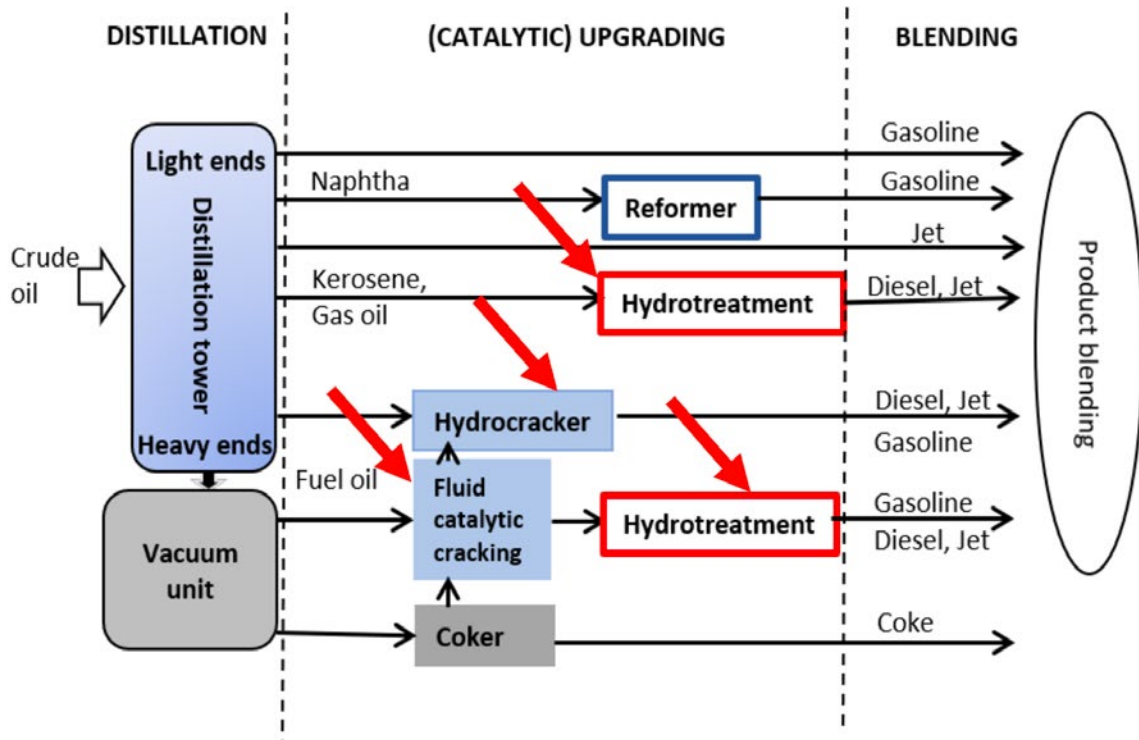 DISTILLATION
(CATALYTIC) UPGRADING
BLENDING
Crude
oil
Light ends
Distillation tower
Heavy ends
Vacuum
unit
Naphtha
Kerosene,
Gas oil
Fuel oil
Reformer
Hydrotreatment
Hydrocracker
Fluid
catalytic
cracking
Hydrotreatment
Coker
Gasoline
Gasoline
Jet
Diesel, Jet
Diesel, Jet
Gasoline
Gasoline
Diesel, Jet
Coke
Product blending